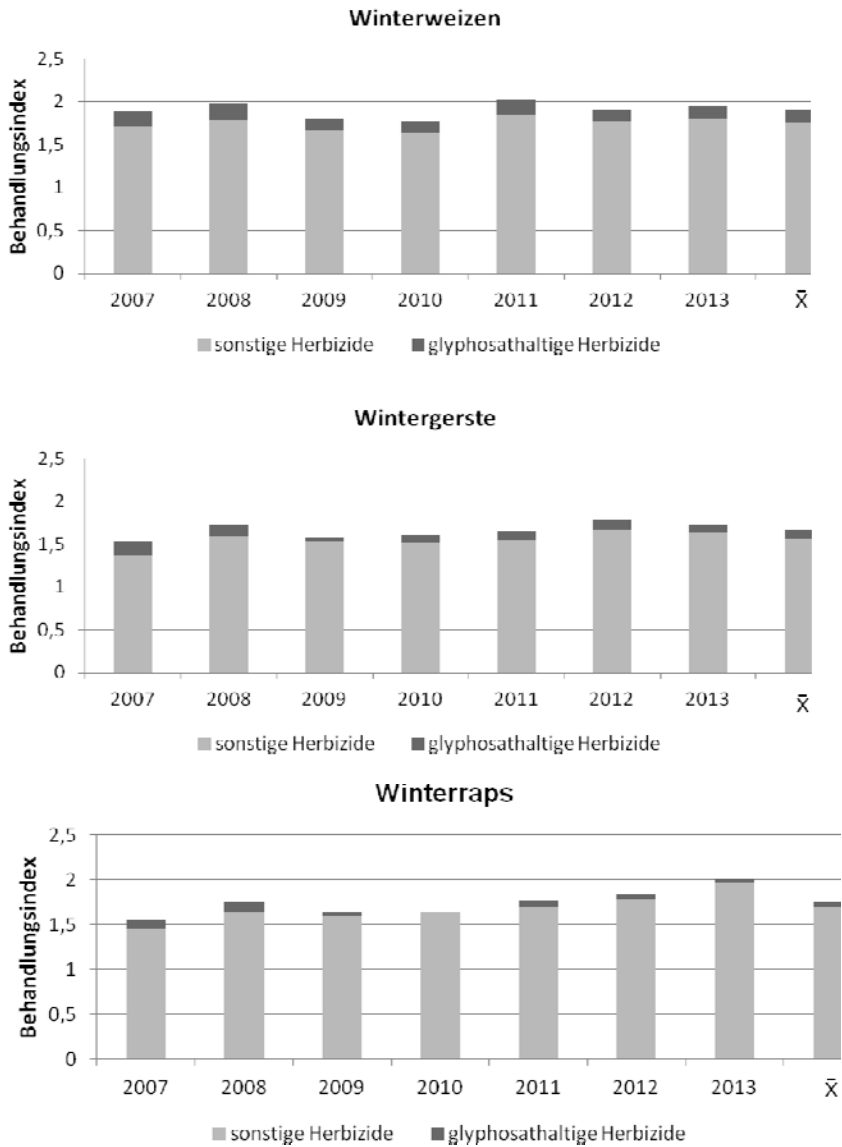 Winterweizen
Behandlungsindex
2,5
2
1,5
1
0,5
0
2007 2008 2009 2010 2011 2012 2013 x̄
sonstige Herbizide glyphosathaltige Herbizide
Wintergerste
Behandlungsindex
2,5
2
1,5
1
0,5
0
2007 2008 2009 2010 2011 2012 2013 x̄
sonstige Herbizide glyphosathaltige Herbizide
Winterraps
Behandlungsindex
2,5
2
1,5
1
0,5
0
2007 2008 2009 2010 2011 2012 2013 x̄
sonstige Herbizide glyphosathaltige Herbizide